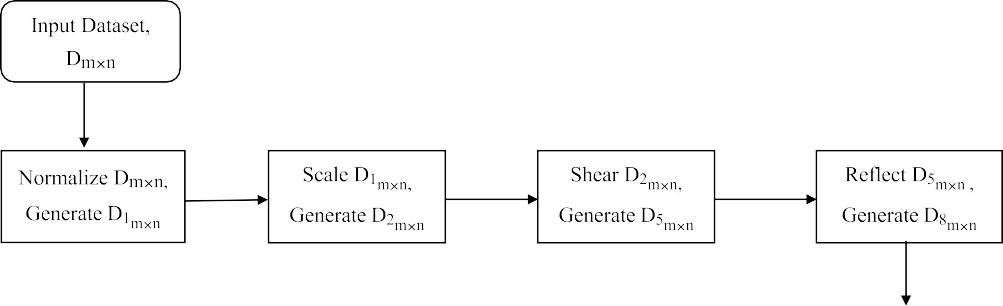 Input Dataset,
Dm×n
Normalize Dm×n,
Generate D1m×n
Scale D1m×n,
Generate D2m×n
Shear D2m×n,
Generate D5m×n
Reflect D5m×n ,
Generate D8m×n